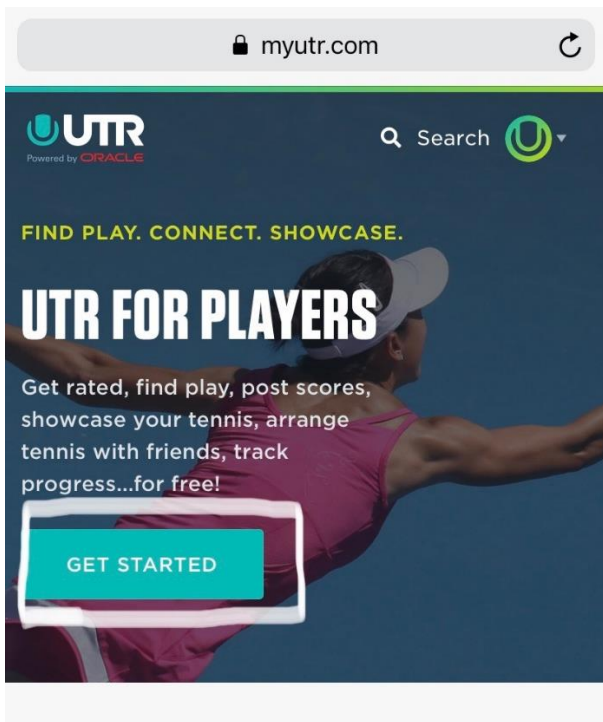 myutr.com
UTR
Powered by ORACLE
Search
FIND PLAY. CONNECT. SHOWCASE.
UTR FOR PLAYERS
Get rated, find play, post scores,
showcase your tennis, arrange
tennis with friends, track
progress...for free!
GET STARTED